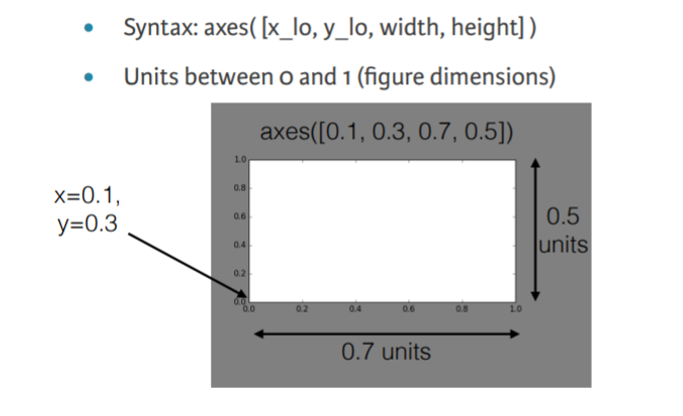 • Syntax: axes( [x_lo, y_lo, width, height] )
• Units between 0 and 1 (figure dimensions)
axes([0.1, 0.3, 0.7, 0.5])
x=0.1,
y=0.3
1.0
0.8
0.6
0.4
0.2
0.0
0.0 0.2 0.4 0.6 0.8 1.0
0.5
units
0.7 units